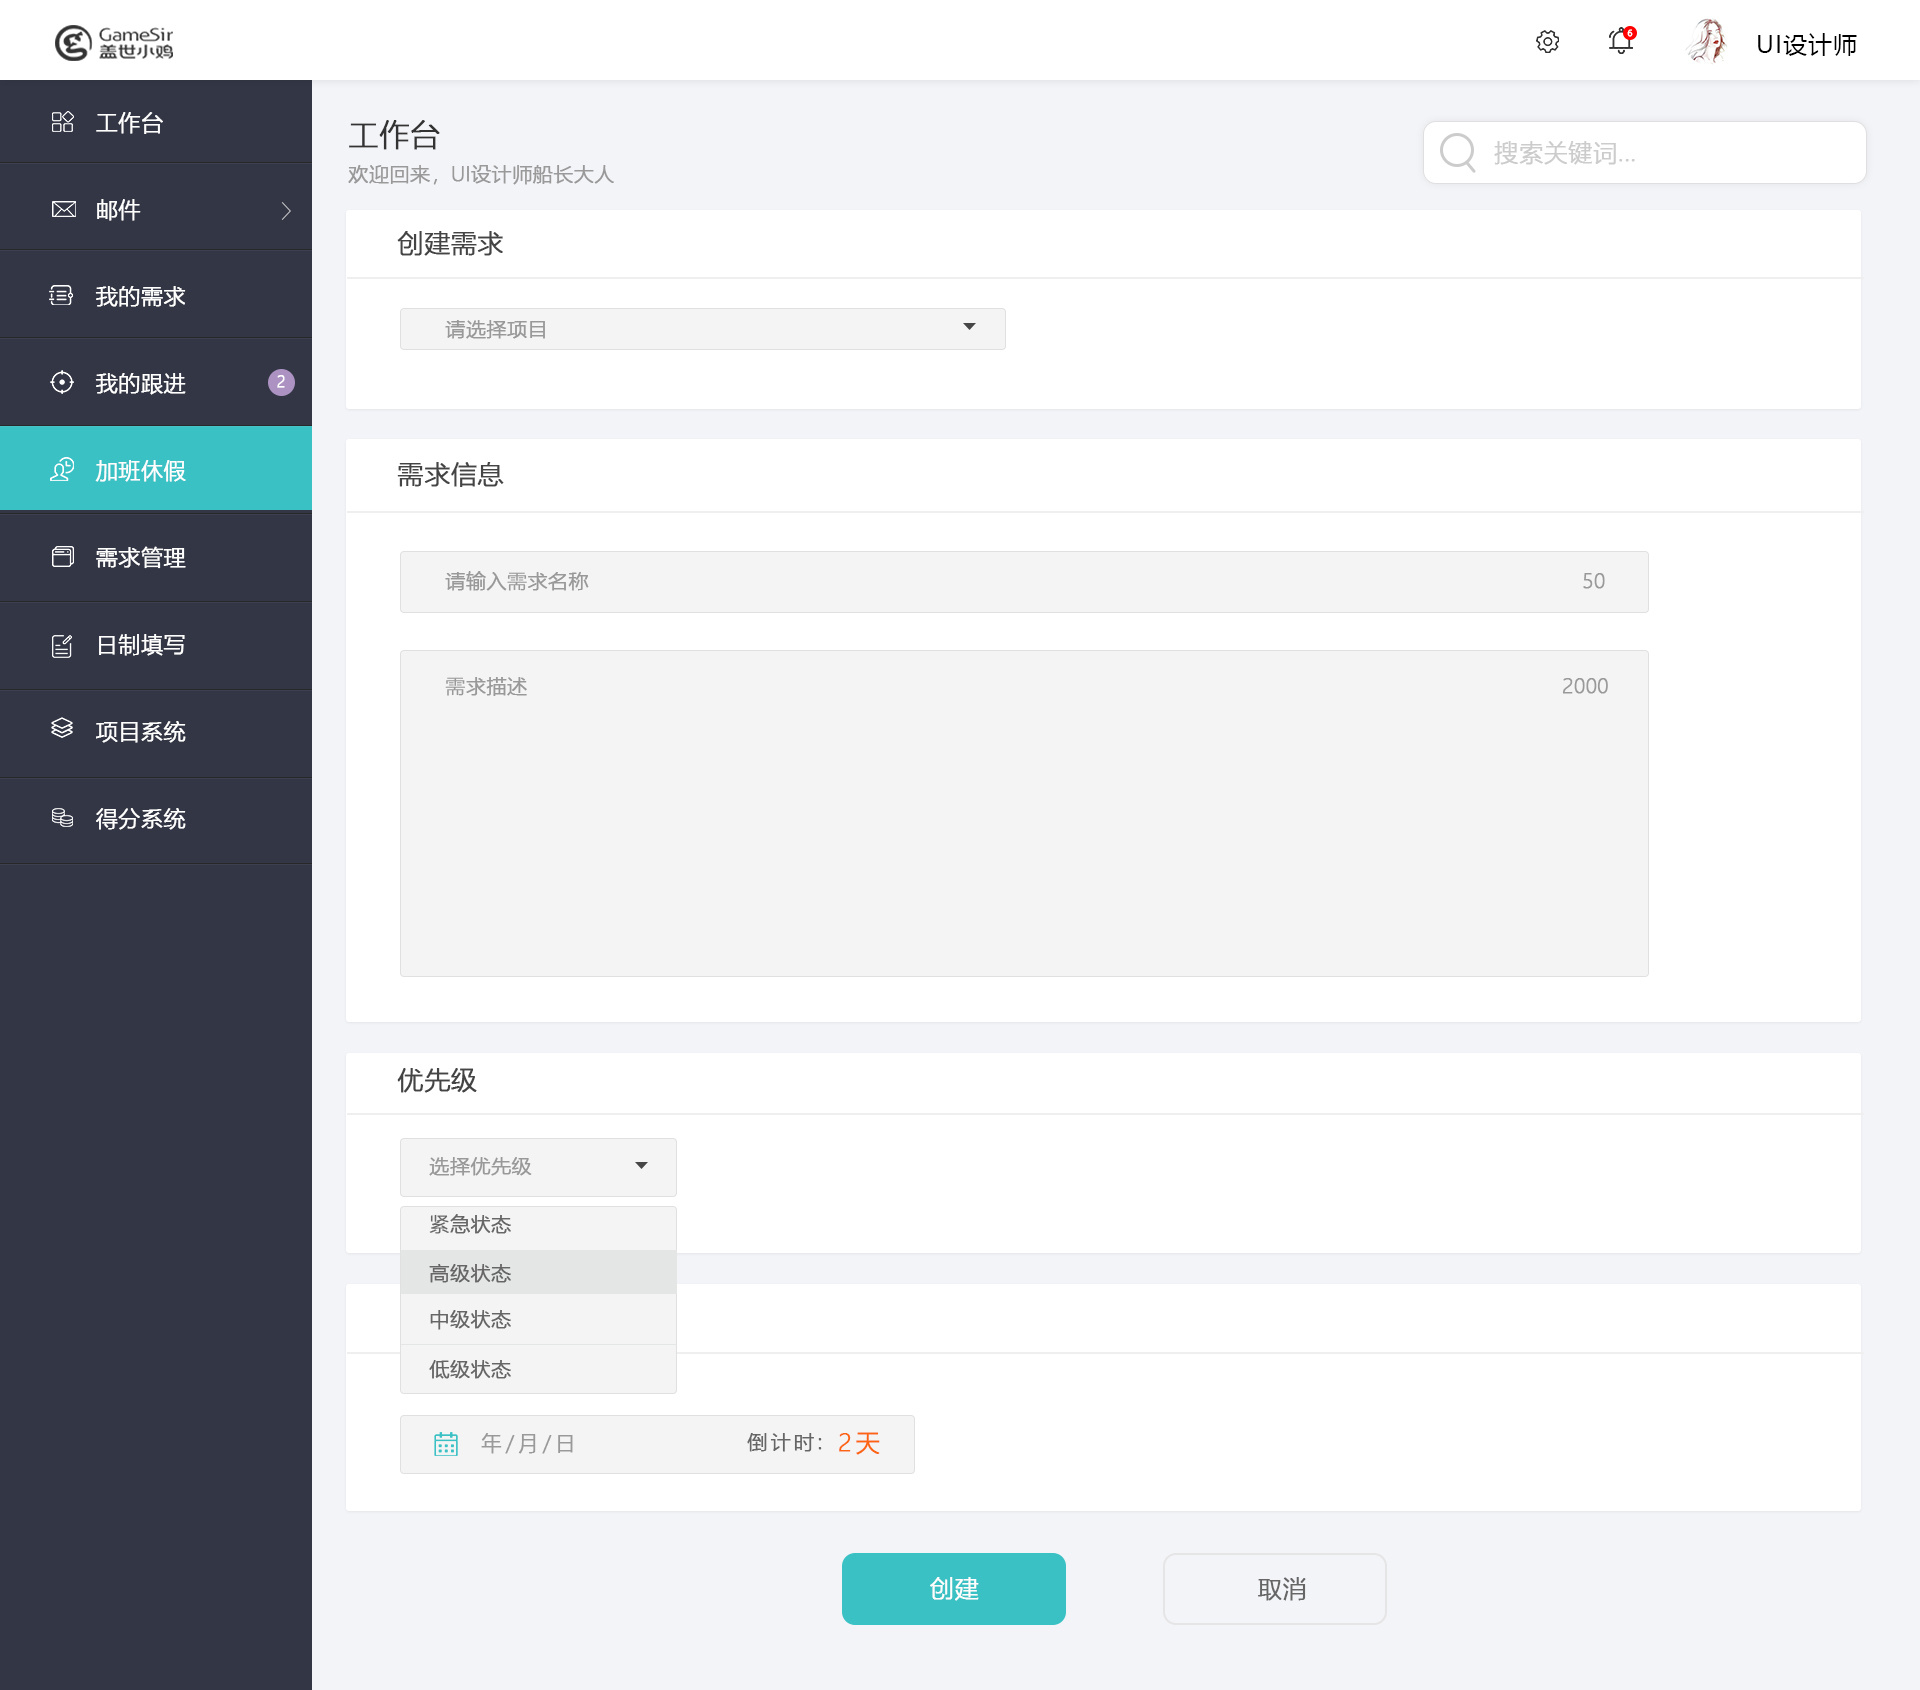 GameSir
盖世小鸡
6
UI设计师
工作台
邮件
我的需求
我的跟进
2
加班休假
需求管理
日制填写
项目系统
得分系统
工作台
欢迎回来，UI设计师船长大人
搜索关键词...
创建需求
请选择项目
需求信息
请输入需求名称
50
需求描述
2000
优先级
选择优先级
紧急状态
高级状态
中级状态
低级状态
年/月/日
倒计时：2天
创建
取消